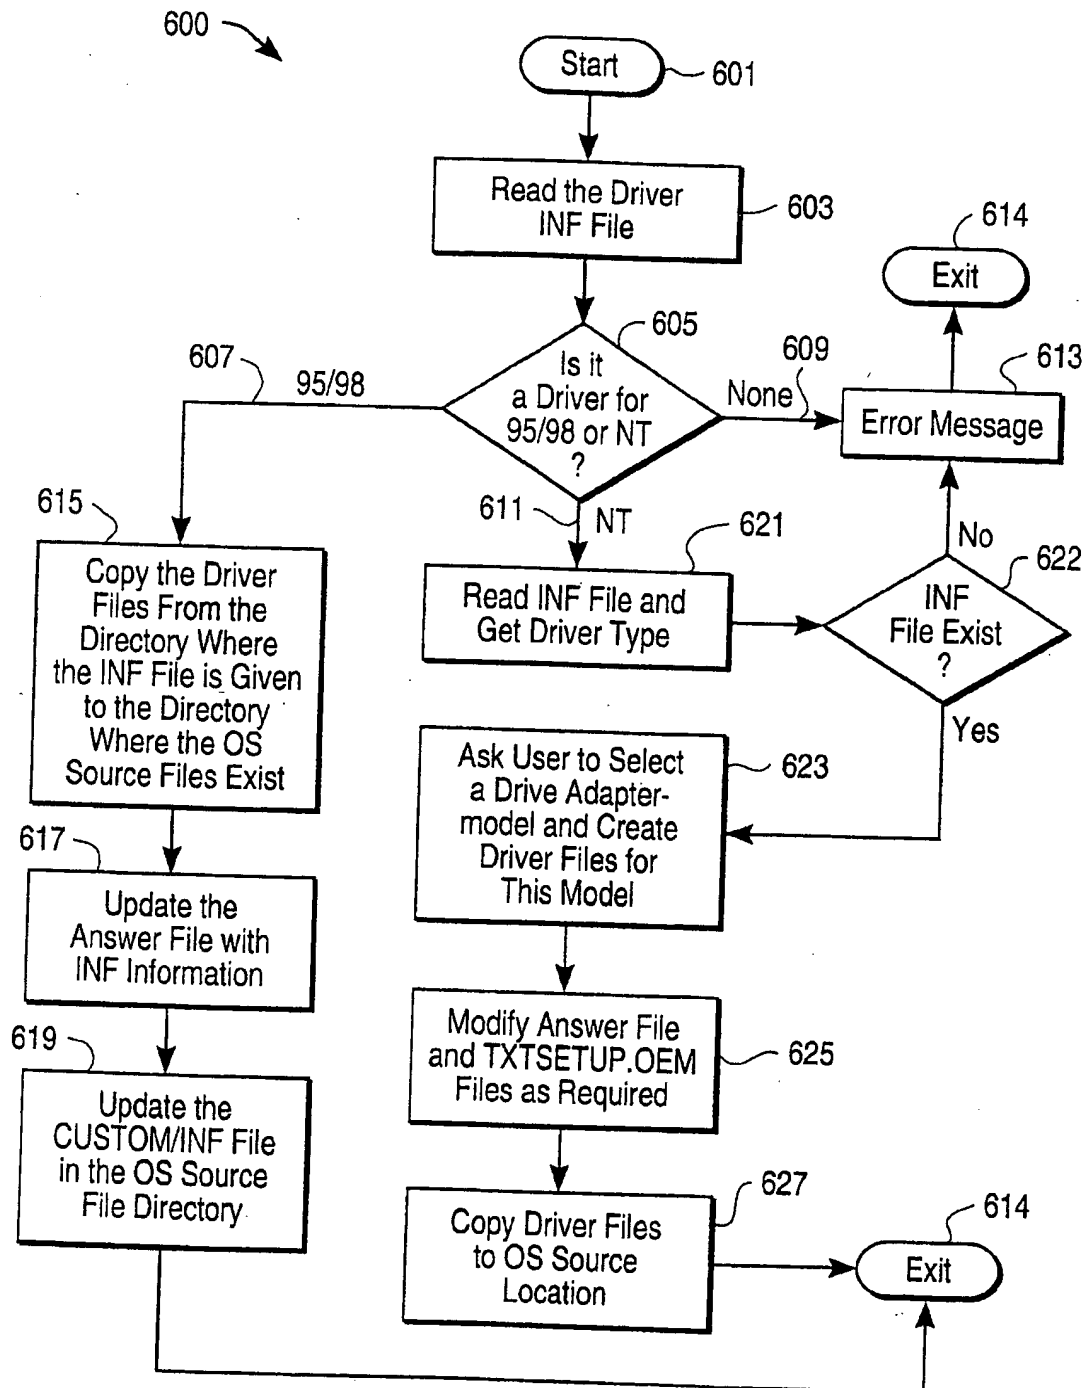 600
Start
601
Read the Driver
INF File
603
614
Exit
605
Is it
a Driver for
95/98 or NT
?
607
95/98
609
None
613
Error Message
611
NT
615
Copy the Driver
Files From the
Directory Where
the INF File is Given
to the Directory
Where the OS
Source Files Exist
621
Read INF File and
Get Driver Type
No
622
INF
File Exist
?
Yes
Ask User to Select
a Drive Adapter-
model and Create
Driver Files for
This Model
623
617
Update the
Answer File with
INF Information
Modify Answer File
and TXTSETUP.OEM
Files as Required
625
619
Update the
CUSTOM/INF File
in the OS Source
File Directory
627
Copy Driver Files
to OS Source
Location
614
Exit